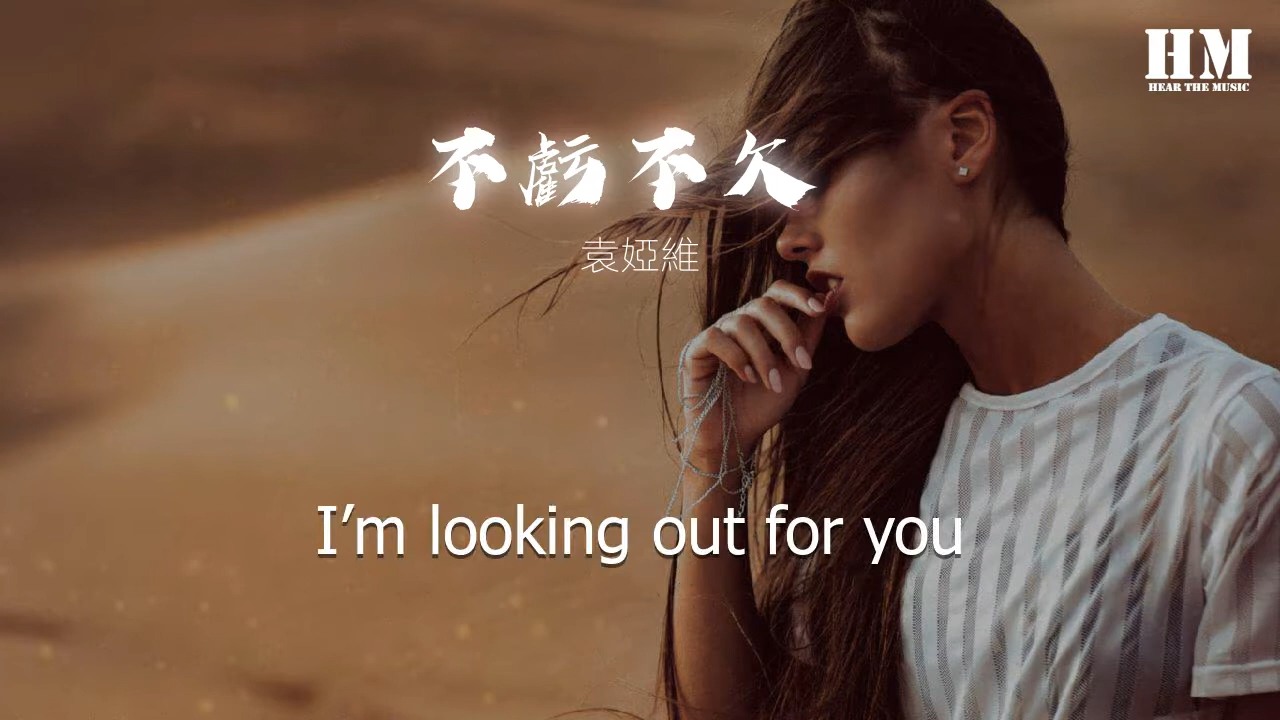 HM
HEAR THE MUSIC
不虧不欠
袁婭維
I’m looking out for you